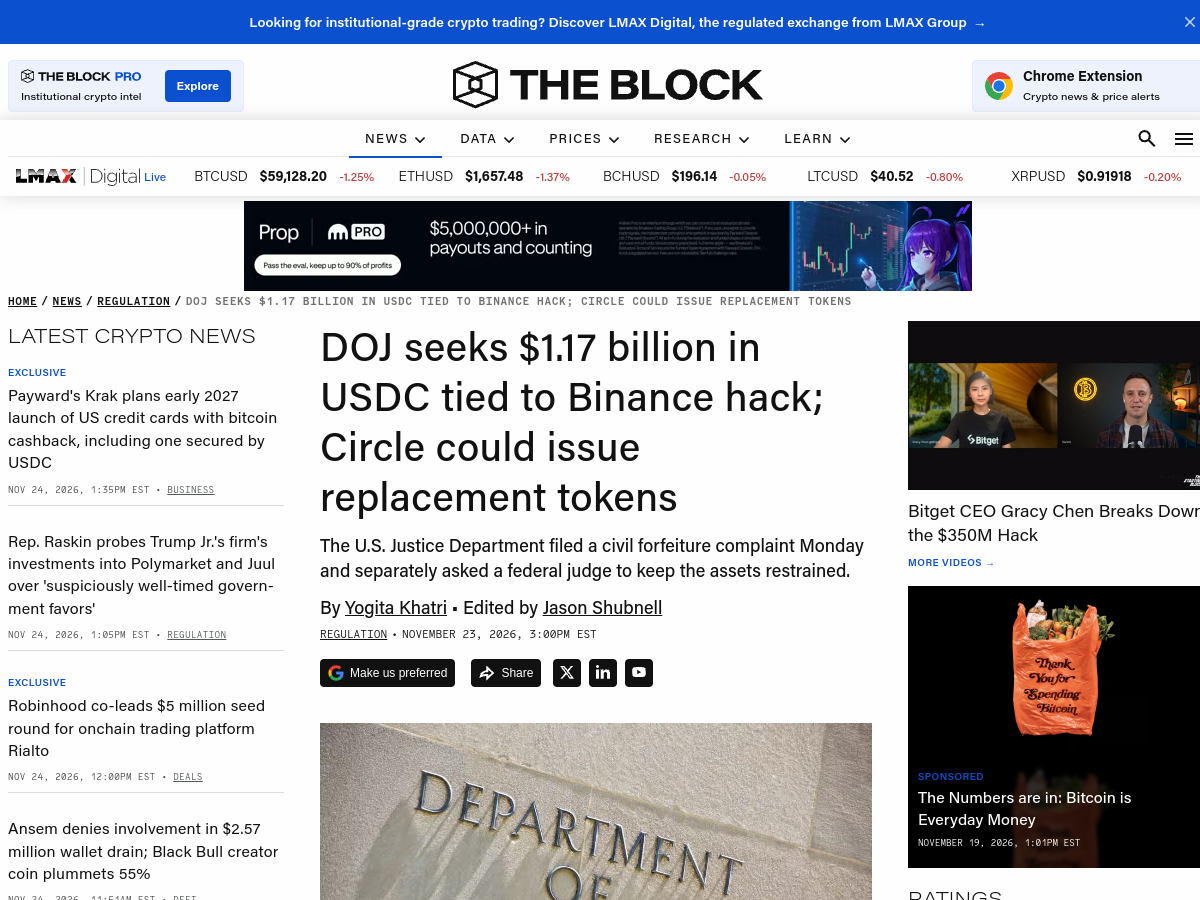 Looking for institutional-grade crypto trading? Discover LMAX Digital, the regulated exchange from LMAX Group →
THE BLOCK PRO
Institutional crypto intel
Explore
THE BLOCK
Chrome Extension
Crypto news & price alerts
NEWS
DATA
PRICES
RESEARCH
LEARN
LMAX Digital Live
BTCUSD $59,128.20 -1.25%
ETHUSD $1,657.48 -1.37%
BCHUSD $196.14 -0.05%
LTCUSD $40.52 -0.80%
XRPUSD $0.91918 -0.20%
Prop
PRO
Pass the eval, keep up to 90% of profits
$5,000,000+ in
payouts and counting
HOME / NEWS / REGULATION / DOJ SEEKS $1.17 BILLION IN USDC TIED TO BINANCE HACK; CIRCLE COULD ISSUE REPLACEMENT TOKENS
LATEST CRYPTO NEWS
EXCLUSIVE
Payward's Krak plans early 2027
launch of US credit cards with bitcoin
cashback, including one secured by
USDC
NOV 24, 2026, 1:35PM EST • BUSINESS
Rep. Raskin probes Trump Jr.'s firm's
investments into Polymarket and Juul
over 'suspiciously well-timed govern-
ment favors'
NOV 24, 2026, 1:05PM EST • REGULATION
EXCLUSIVE
Robinhood co-leads $5 million seed
round for onchain trading platform
Rialto
NOV 24, 2026, 12:00PM EST • DEALS
Ansem denies involvement in $2.57
million wallet drain; Black Bull creator
coin plummets 55%
DOJ seeks $1.17 billion in
USDC tied to Binance hack;
Circle could issue
replacement tokens
The U.S. Justice Department filed a civil forfeiture complaint Monday
and separately asked a federal judge to keep the assets restrained.
By Yogita Khatri • Edited by Jason Shubnell
REGULATION • NOVEMBER 23, 2026, 3:00PM EST
Make us preferred
Share
DEPARTMENT
OF
Bitget
Bitget CEO Gracy Chen Breaks Down
the $350M Hack
MORE VIDEOS →
Thank
You for
Spending
Bitcoin
SPONSORED
The Numbers are in: Bitcoin is
Everyday Money
NOVEMBER 19, 2026, 1:01PM EST
RATINGS